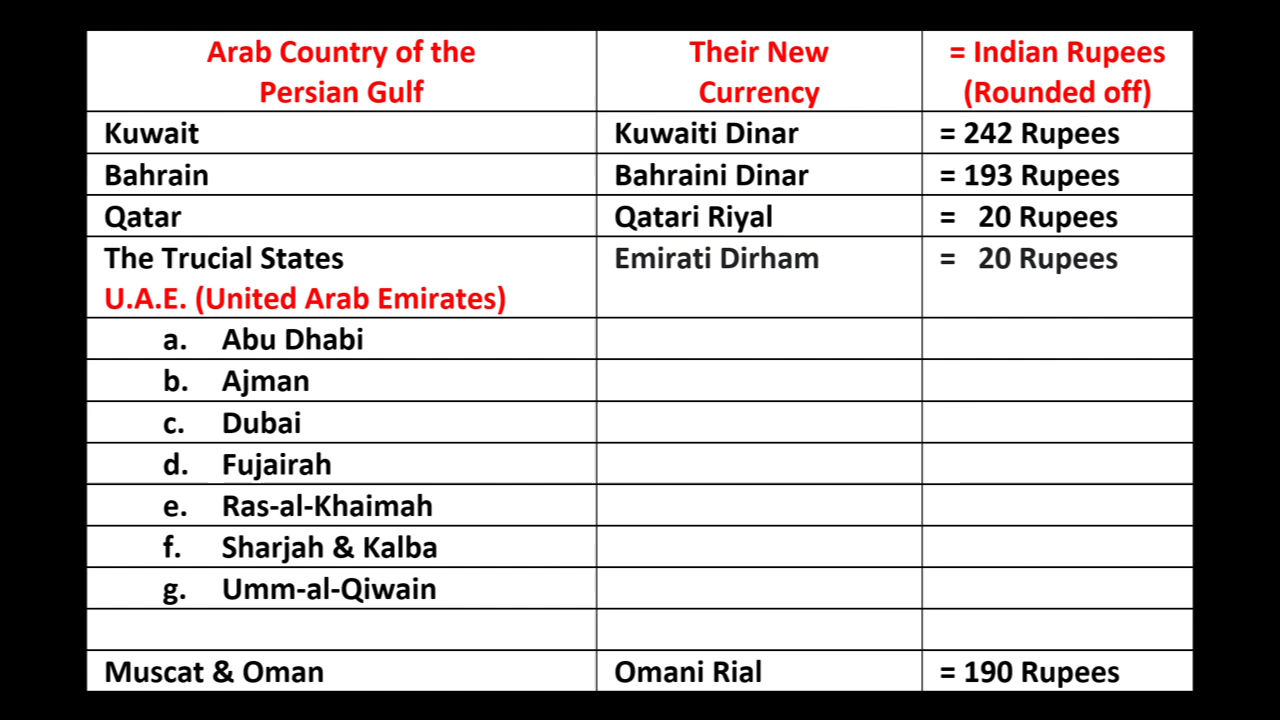 Arab Country of the Persian Gulf Their New Currency = Indian Rupees (Rounded off)
Kuwait Kuwaiti Dinar = 242 Rupees
Bahrain Bahraini Dinar = 193 Rupees
Qatar Qatari Riyal = 20 Rupees
The Trucial States Emirati Dirham = 20 Rupees
U.A.E. (United Arab Emirates)
a. Abu Dhabi
b. Ajman
c. Dubai
d. Fujairah
e. Ras-al-Khaimah
f. Sharjah & Kalba
g. Umm-al-Qiwain
Muscat & Oman Omani Rial = 190 Rupees